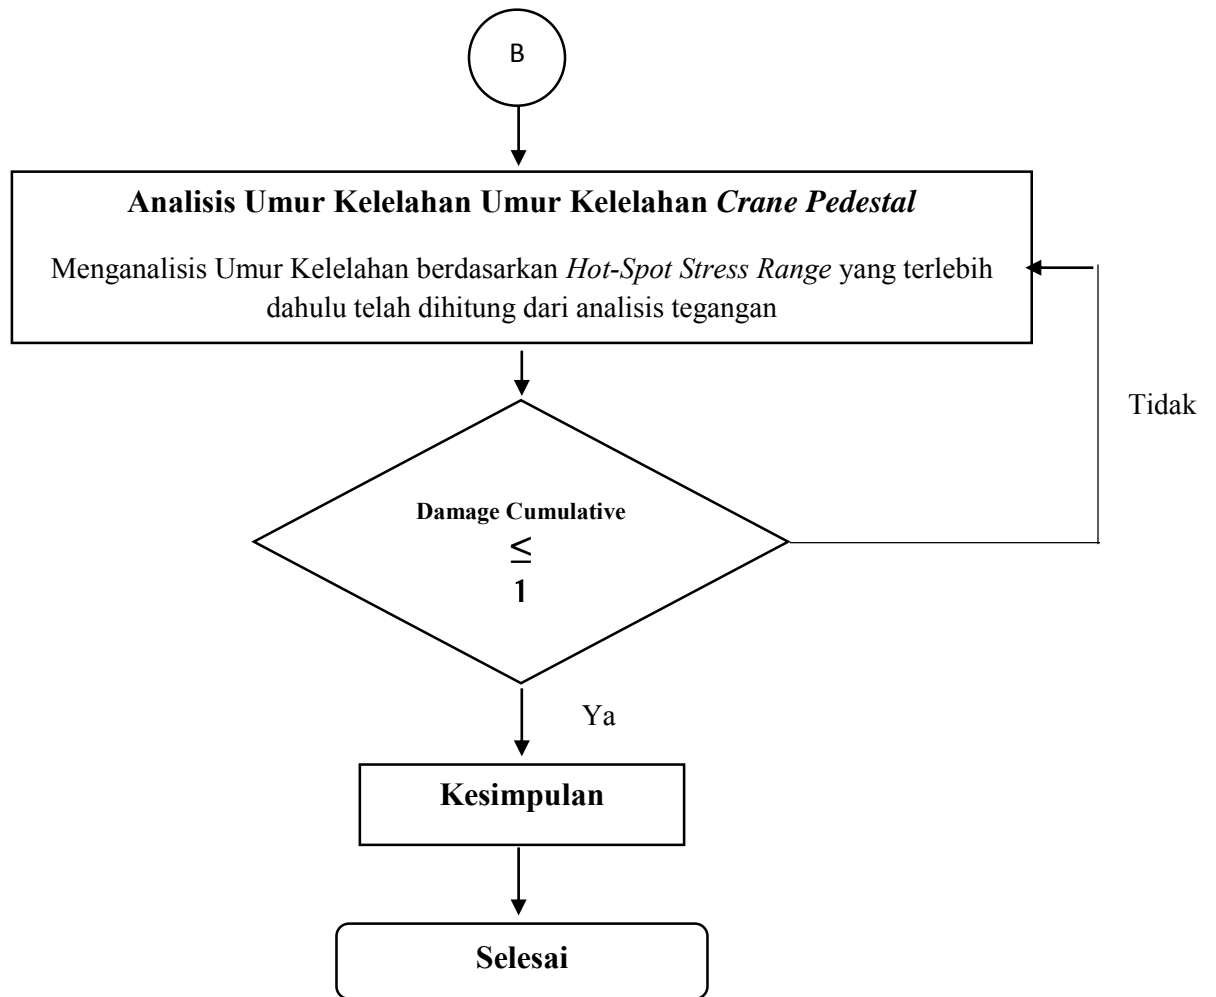 B
Analisis Umur Kelelahan Umur Kelelahan Crane Pedestal
Menganalisis Umur Kelelahan berdasarkan Hot-Spot Stress Range yang terlebih
dahulu telah dihitung dari analisis tegangan
Tidak
Damage Cumulative
≤
1
Ya
Kesimpulan
Selesai